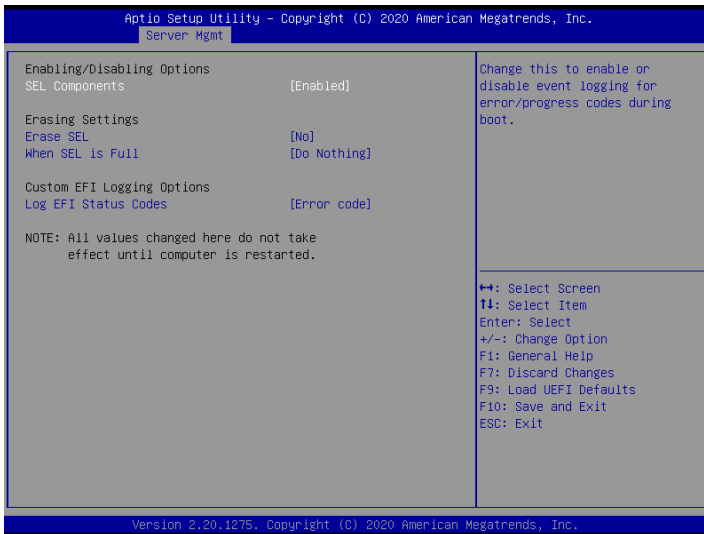 Aptio Setup Utility – Copyright (C) 2020 American Megatrends, Inc.
Server Mgmt
Enabling/Disabling Options
SEL Components [Enabled]
Erasing Settings
Erase SEL [No]
When SEL is Full [Do Nothing]
Custom EFI Logging Options
Log EFI Status Codes [Error code]
NOTE: All values changed here do not take
effect until computer is restarted.
Change this to enable or
disable event logging for
error/progress codes during
boot.
↔: Select Screen
↑↓: Select Item
Enter: Select
+/-: Change Option
F1: General Help
F7: Discard Changes
F9: Load UEFI Defaults
F10: Save and Exit
ESC: Exit
Version 2.20.1275. Copyright (C) 2020 American Megatrends, Inc.